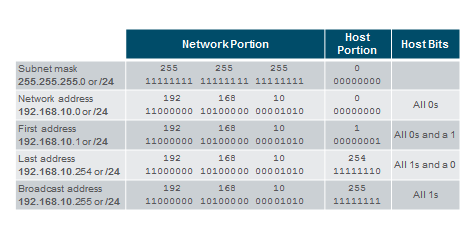 Network Portion
Host Portion
Host Bits
Subnet mask
255.255.255.0 or /24
255 255 255
11111111 11111111 11111111
0
00000000
Network address
192.168.10.0 or /24
192 168 10
11000000 10100000 00001010
0
00000000
All 0s
First address
192.168.10.1 or /24
192 168 10
11000000 10100000 00001010
1
00000001
All 0s and a 1
Last address
192.168.10.254 or /24
192 168 10
11000000 10100000 00001010
254
11111110
All 1s and a 0
Broadcast address
192.168.10.255 or /24
192 168 10
11000000 10100000 00001010
255
11111111
All 1s